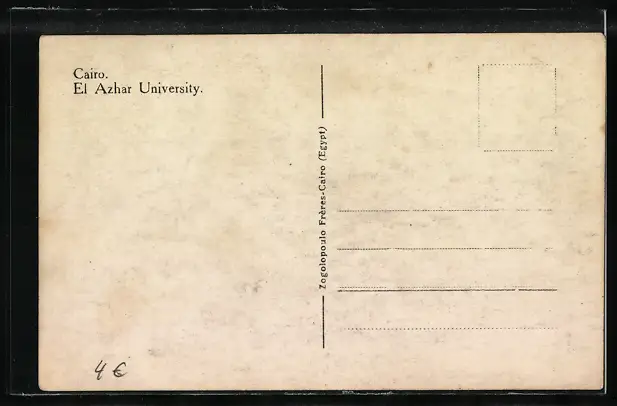 Cairo.
El Azhar University.
Zogolopoulo Frères-Cairo (Egypt)
4 €